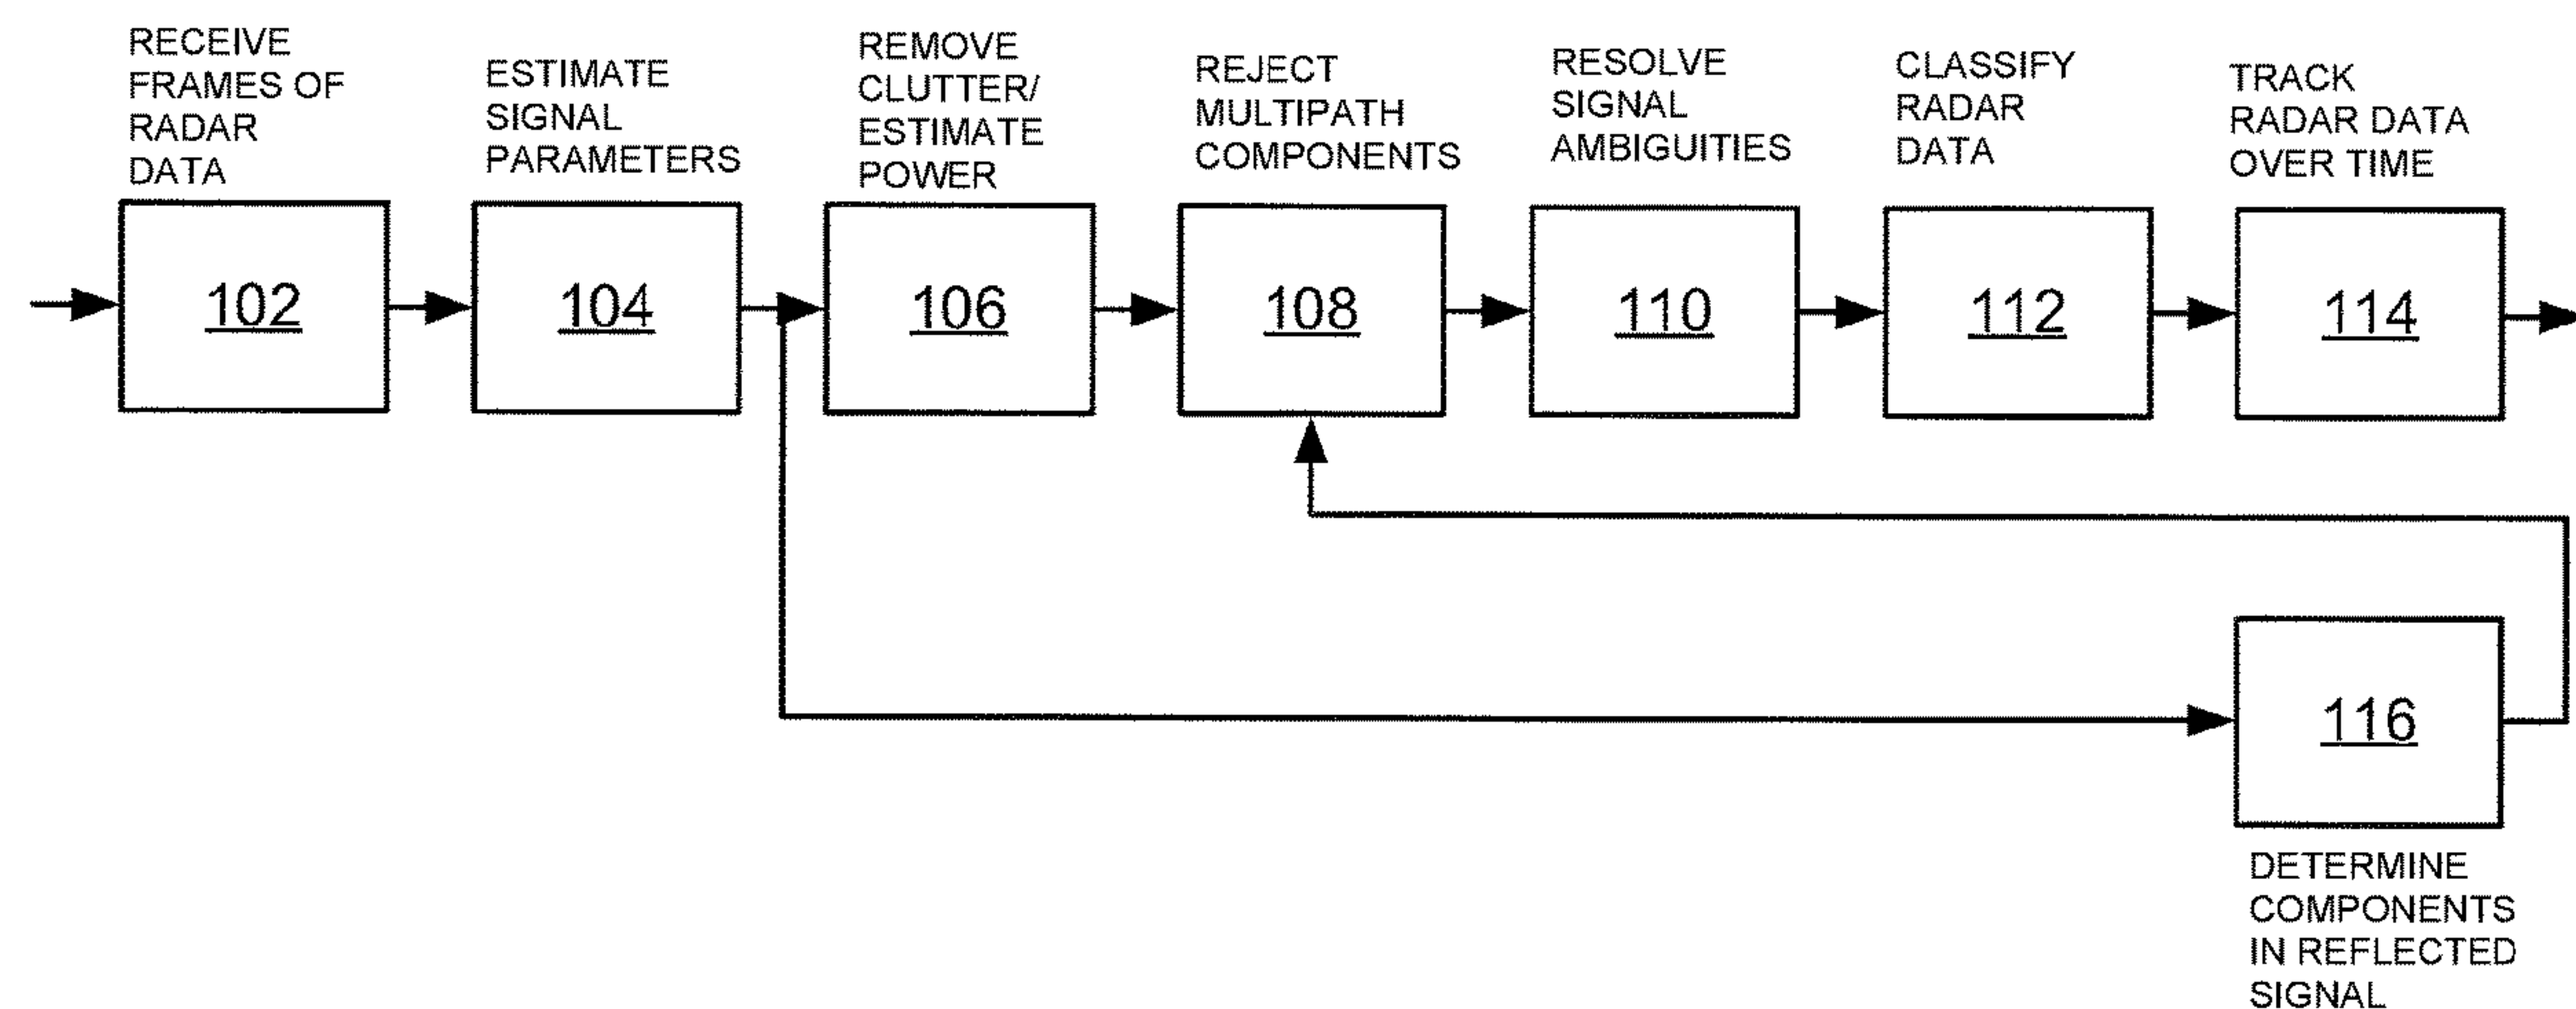 RECEIVE
FRAMES OF
RADAR
DATA
ESTIMATE
SIGNAL
PARAMETERS
REMOVE
CLUTTER/
ESTIMATE
POWER
REJECT
MULTIPATH
COMPONENTS
RESOLVE
SIGNAL
AMBIGUITIES
CLASSIFY
RADAR
DATA
TRACK
RADAR DATA
OVER TIME
102
104
106
108
110
112
114
116
DETERMINE
COMPONENTS
IN REFLECTED
SIGNAL